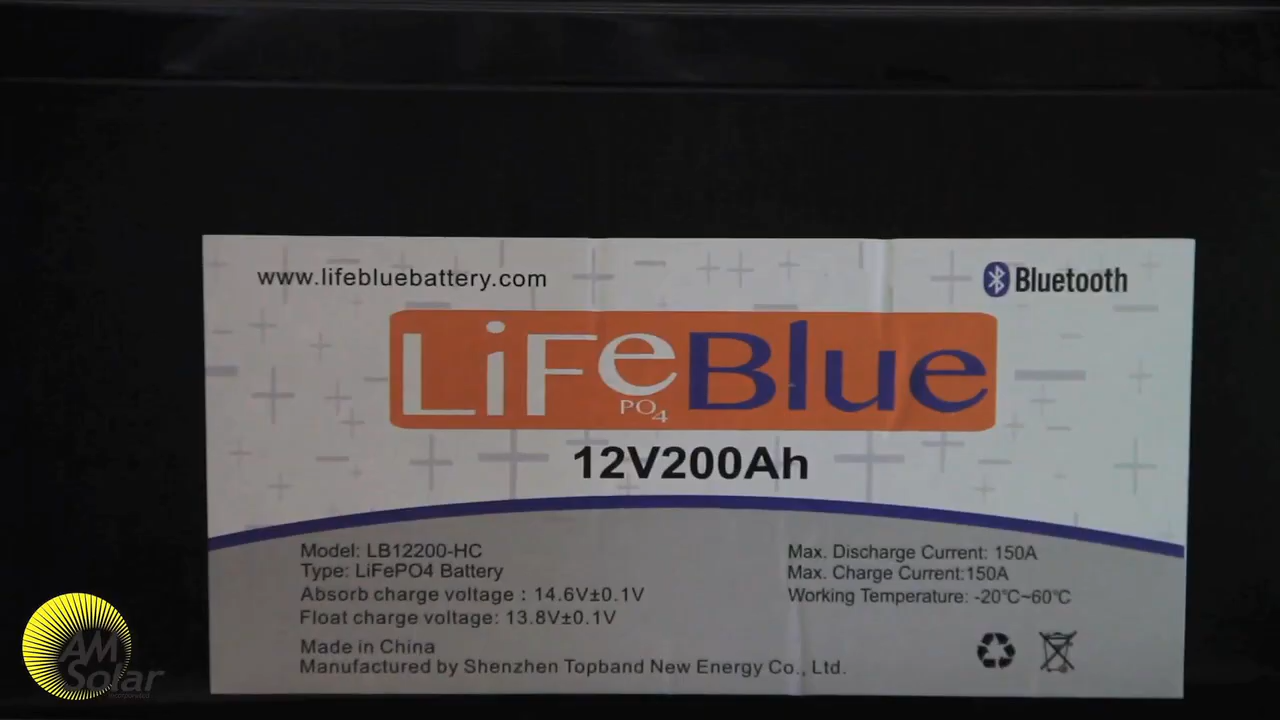 www.lifebluebattery.com
Bluetooth
LiFeBlue
PO4
12V200Ah
Model: LB12200-HC
Type: LiFePO4 Battery
Absorb charge voltage : 14.6V±0.1V
Float charge voltage: 13.8V±0.1V
Made in China
Manufactured by Shenzhen Topband New Energy Co., Ltd.
Max. Discharge Current: 150A
Max. Charge Current:150A
Working Temperature: -20℃~60℃
AM
Solar